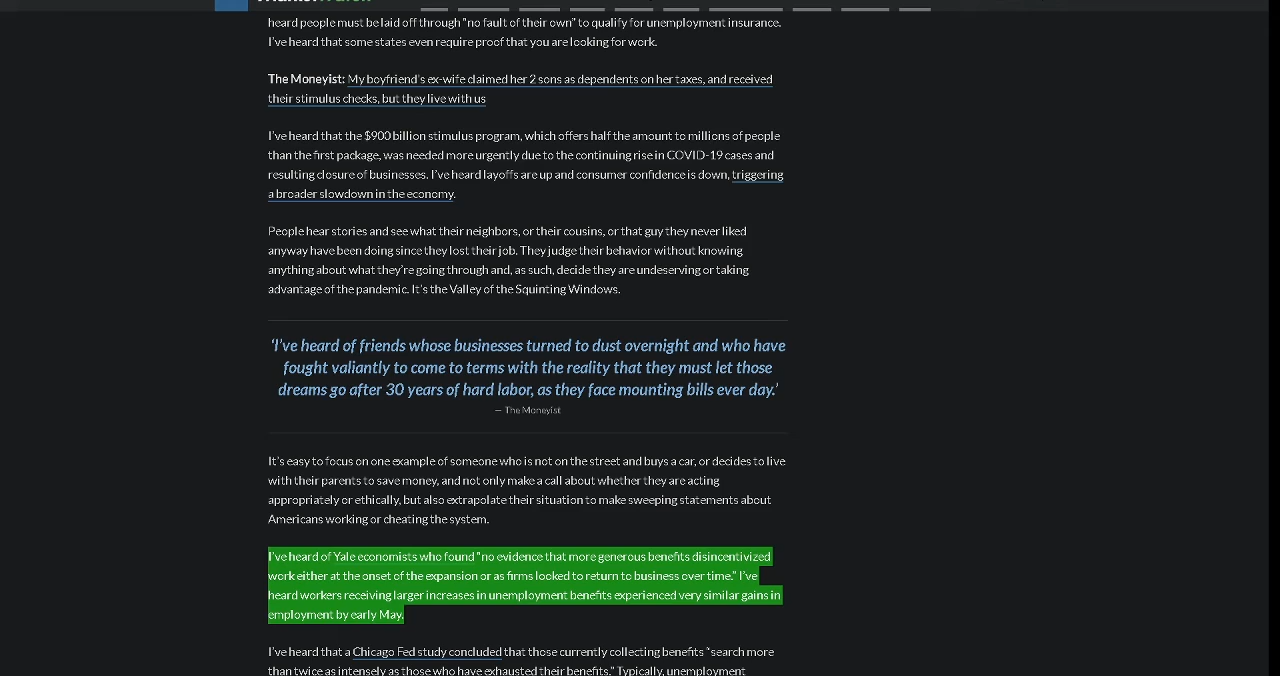 heard people must be laid off through "no fault of their own" to qualify for unemployment insurance.
I've heard that some states even require proof that you are looking for work.
The Moneyist: My boyfriend's ex-wife claimed her 2 sons as dependents on her taxes, and received
their stimulus checks, but they live with us
I've heard that the $900 billion stimulus program, which offers half the amount to millions of people
than the first package, was needed more urgently due to the continuing rise in COVID-19 cases and
resulting closure of businesses. I've heard layoffs are up and consumer confidence is down, triggering
a broader slowdown in the economy.
People hear stories and see what their neighbors, or their cousins, or that guy they never liked
anyway have been doing since they lost their job. They judge their behavior without knowing
anything about what they're going through and, as such, decide they are undeserving or taking
advantage of the pandemic. It's the Valley of the Squinting Windows.
‘I've heard of friends whose businesses turned to dust overnight and who have
fought valiantly to come to terms with the reality that they must let those
dreams go after 30 years of hard labor, as they face mounting bills ever day.’
— The Moneyist
It's easy to focus on one example of someone who is not on the street and buys a car, or decides to live
with their parents to save money, and not only make a call about whether they are acting
appropriately or ethically, but also extrapolate their situation to make sweeping statements about
Americans working or cheating the system.
I've heard of Yale economists who found "no evidence that more generous benefits disincentivized
work either at the onset of the expansion or as firms looked to return to business over time." I've
heard workers receiving larger increases in unemployment benefits experienced very similar gains in
employment by early May.
I've heard that a Chicago Fed study concluded that those currently collecting benefits “search more
than twice as intensely as those who have exhausted their benefits.” Typically, unemployment